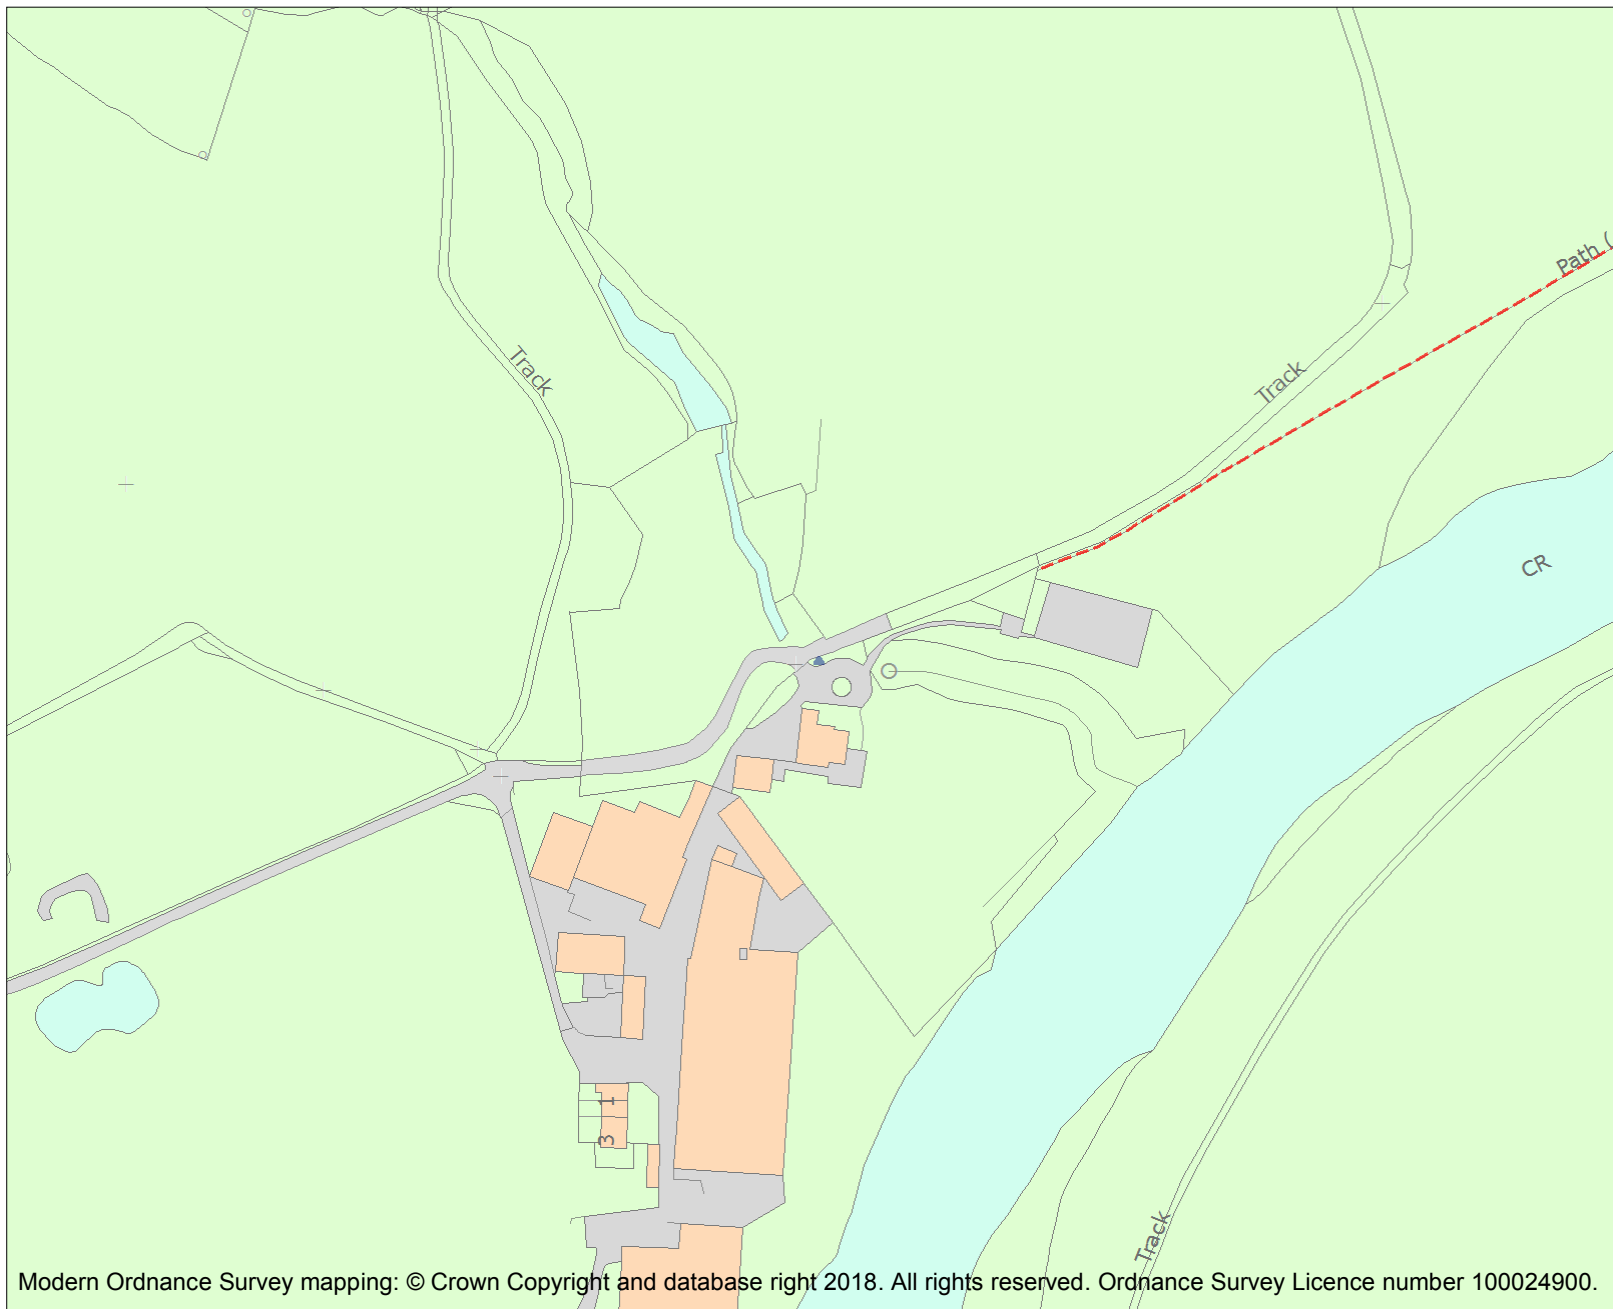 Path (
Track
Track
CR
1
3
Track
Modern Ordnance Survey mapping: © Crown Copyright and database right 2018. All rights reserved. Ordnance Survey Licence number 100024900.